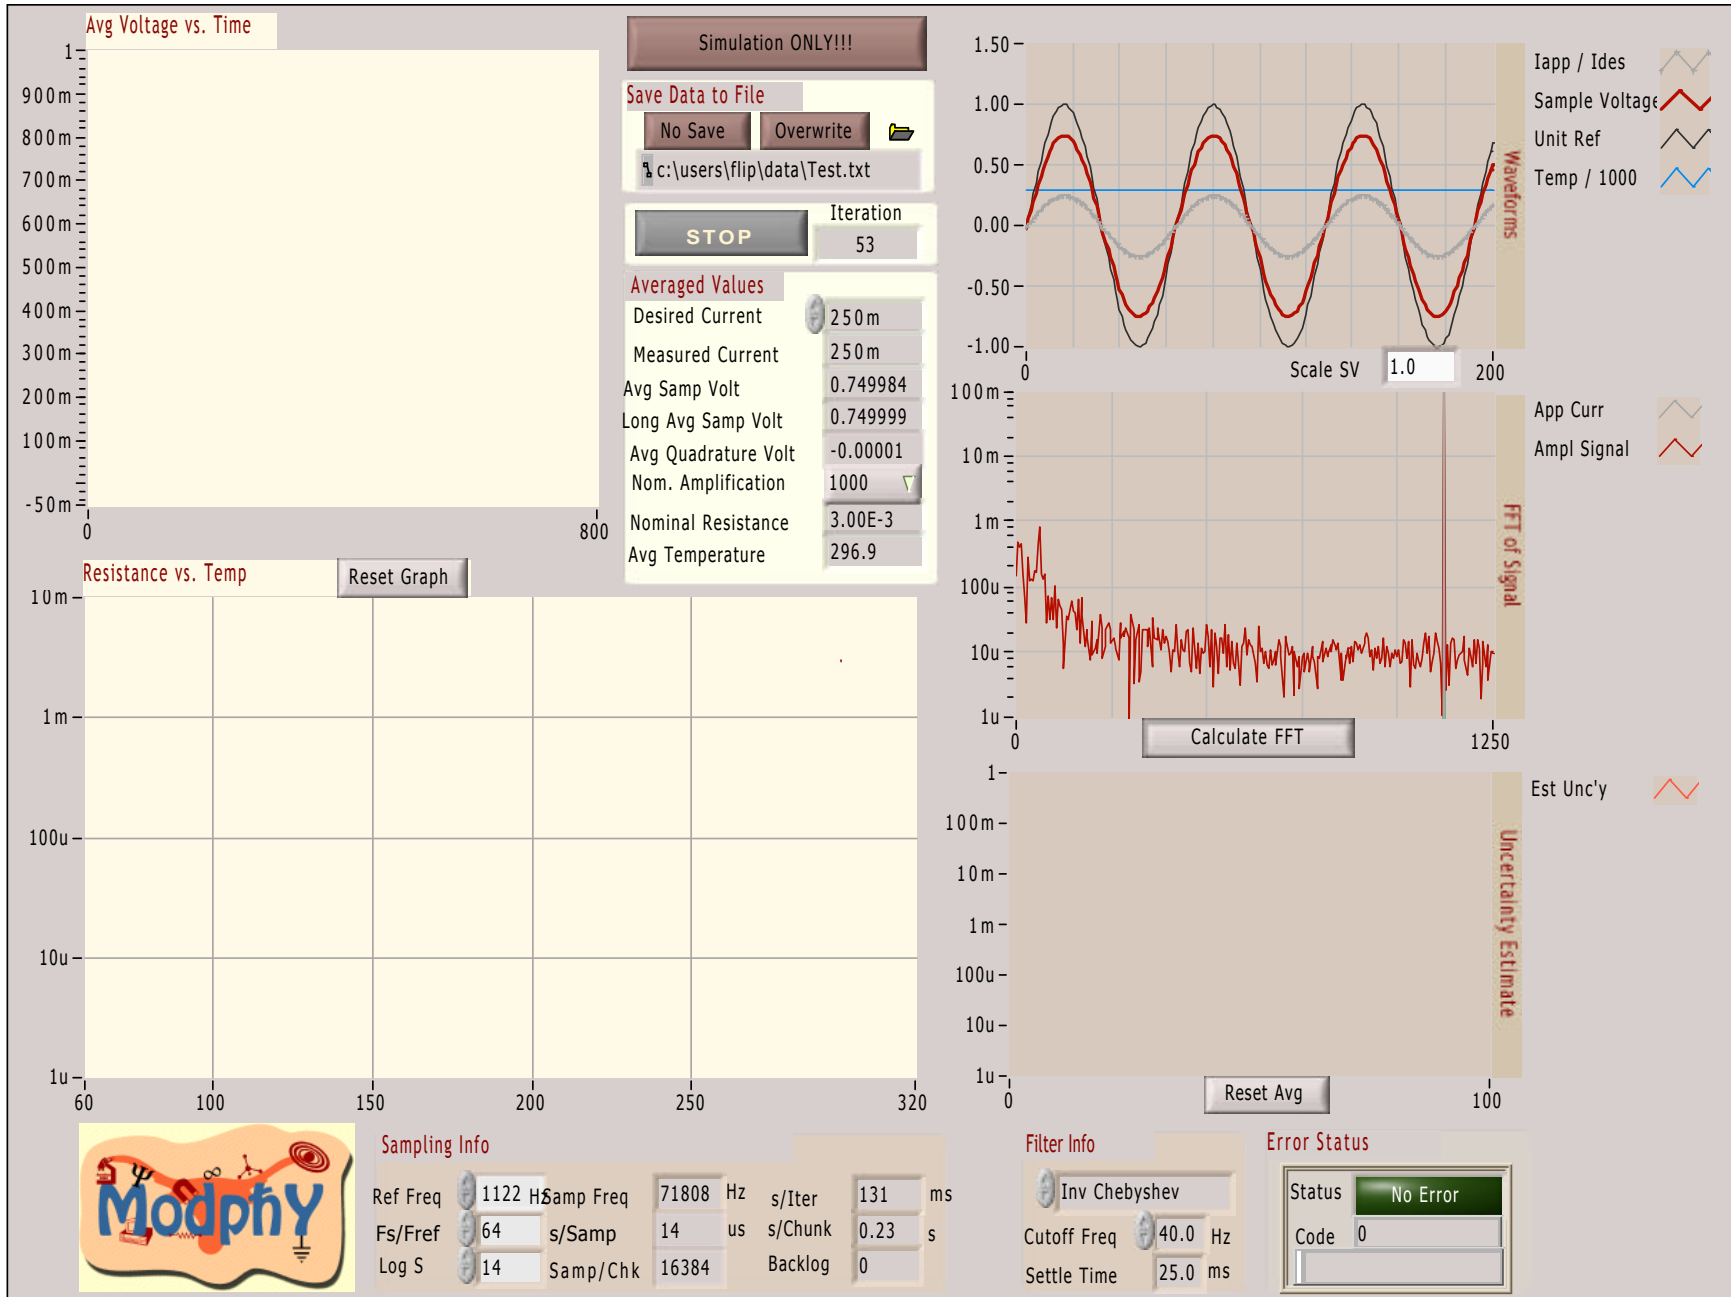 Avg Voltage vs. Time
1
900m
800m
700m
600m
500m
400m
300m
200m
100m
-50m
0
800
Simulation ONLY!!!
Save Data to File
No Save
Overwrite
c:\users\flip\data\Test.txt
STOP
Iteration
53
Averaged Values
Desired Current 250m
Measured Current 250m
Avg Samp Volt 0.749984
Long Avg Samp Volt 0.749999
Avg Quadrature Volt -0.00001
Nom. Amplification 1000
Nominal Resistance 3.00E-3
Avg Temperature 296.9
1.50
1.00
0.50
0.00
-0.50
-1.00
0
200
Scale SV 1.0
Waveforms
Iapp / Ides
Sample Voltage
Unit Ref
Temp / 1000
100m
10m
1m
100u
10u
1u
0
1250
Calculate FFT
FFT of Signal
App Curr
Ampl Signal
Resistance vs. Temp
Reset Graph
10m
1m
100u
10u
1u
60
100
150
200
250
320
1
100m
10m
1m
100u
10u
1u
0
100
Reset Avg
Uncertainty Estimate
Est Unc'y
Ψ
∞
Modphy
Sampling Info
Ref Freq 1122 Hz Samp Freq 71808 Hz s/Iter 131 ms
Fs/Fref 64 s/Samp 14 us s/Chunk 0.23 s
Log S 14 Samp/Chk 16384 Backlog 0
Filter Info
Inv Chebyshev
Cutoff Freq 40.0 Hz
Settle Time 25.0 ms
Error Status
Status No Error
Code 0